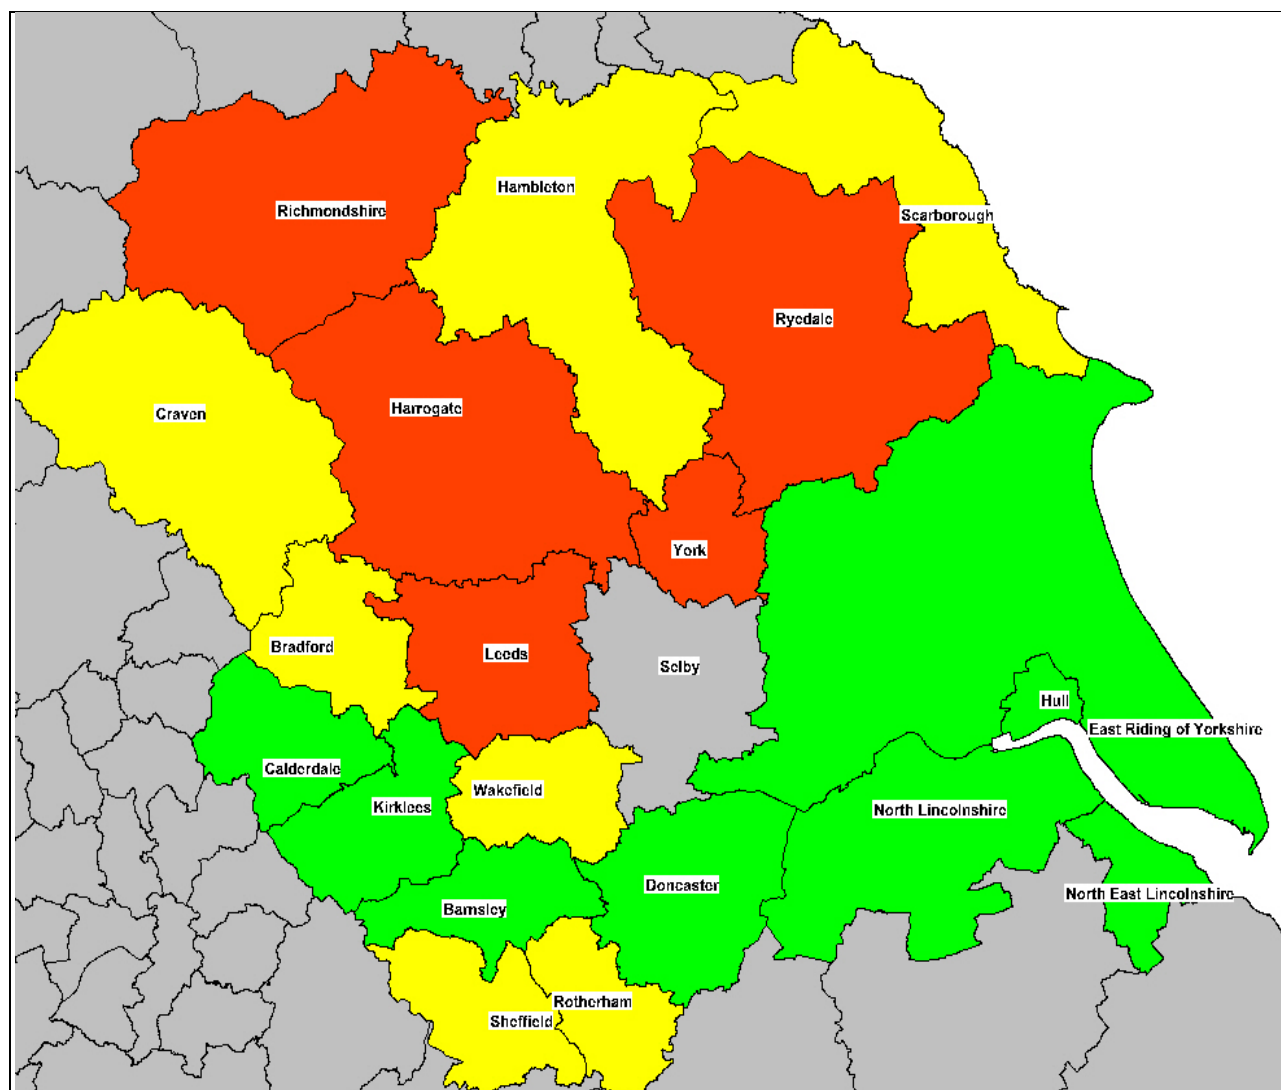 Hambleton
Richmondshire
Scarborough
Ryedale
Harrogate
Craven
York
Bradford
Leeds
Selby
Hull
East Riding of Yorkshire
Calderdale
Wakefield
Kirklees
North Lincolnshire
Doncaster
North East Lincolnshire
Barnsley
Rotherham
Sheffield